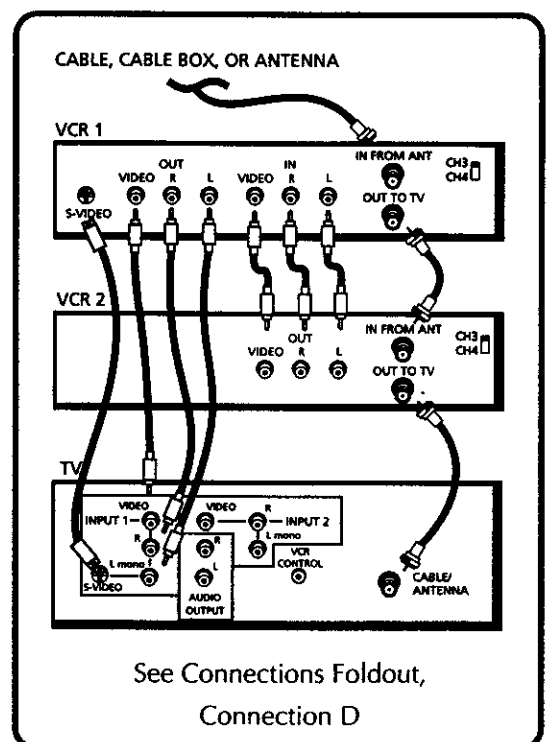 CABLE, CABLE BOX, OR ANTENNA
VCR 1
OUT
IN
IN FROM ANT
CH3
CH4
VIDEO R L VIDEO R L
S-VIDEO
OUT TO TV
VCR 2
OUT
IN FROM ANT
CH3
CH4
VIDEO R L
OUT TO TV
TV
VIDEO VIDEO R
INPUT 1 INPUT 2
R R L mono
L mono VCR
CONTROL
S-VIDEO L
CABLE/
ANTENNA
AUDIO
OUTPUT
See Connections Foldout,
Connection D